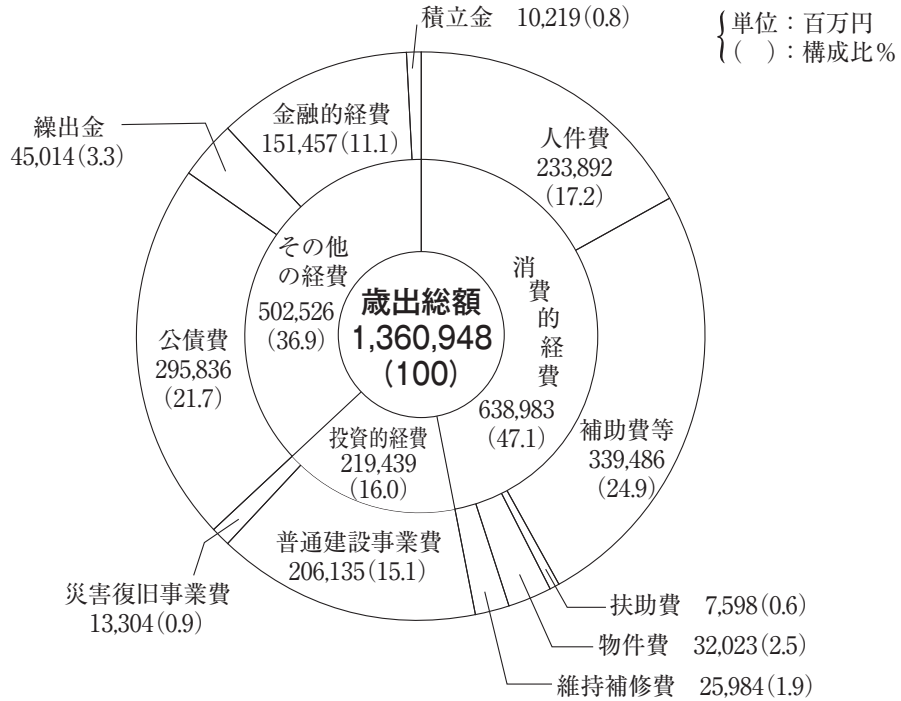 積立金 10,219(0.8)
単位：百万円
(　)：構成比%
金融的経費
151,457(11.1)
繰出金
45,014(3.3)
人件費
233,892
(17.2)
その他
の経費
502,526
(36.9)
歳出総額
1,360,948
(100)
消費的経費
638,983
(47.1)
公債費
295,836
(21.7)
投資的経費
219,439
(16.0)
補助費等
339,486
(24.9)
普通建設事業費
206,135(15.1)
災害復旧事業費
13,304(0.9)
扶助費 7,598(0.6)
物件費 32,023(2.5)
維持補修費 25,984(1.9)